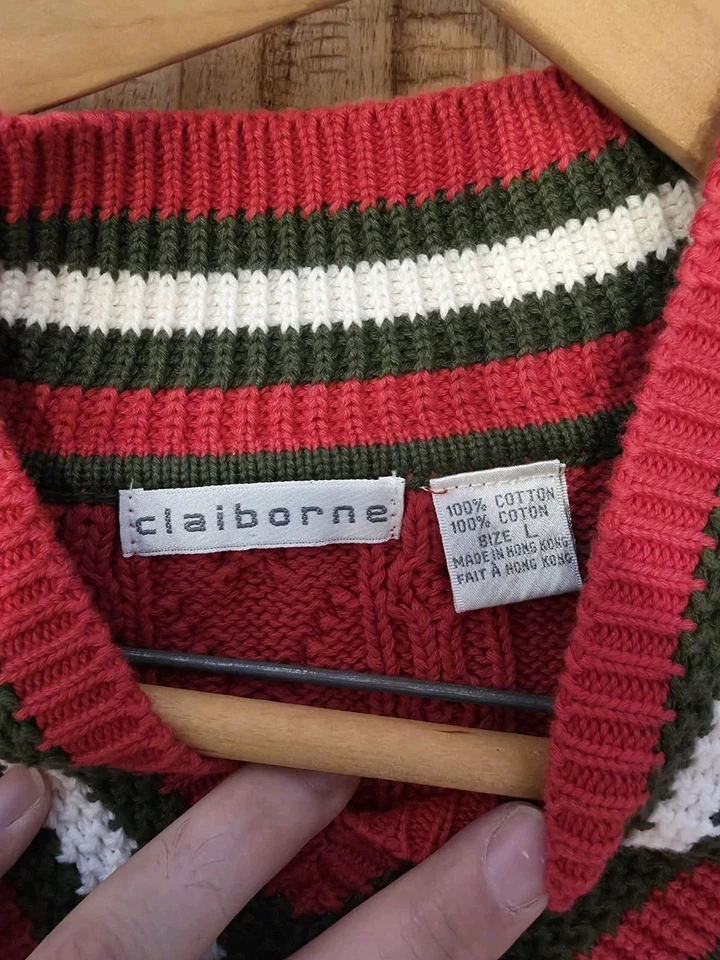 claiborne
100% COTTON
100% COTON
SIZE L
MADE IN HONG KONG
FAIT À HONG KONG